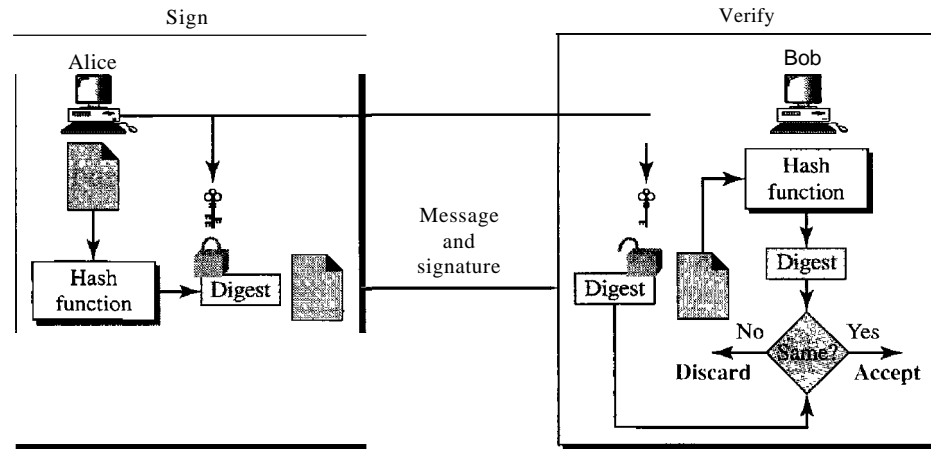 Sign
Verify
Alice
Bob
Hash
function
Message
and
signature
Hash
function
Digest
Digest
Digest
No
Yes
Same?
Discard
Accept